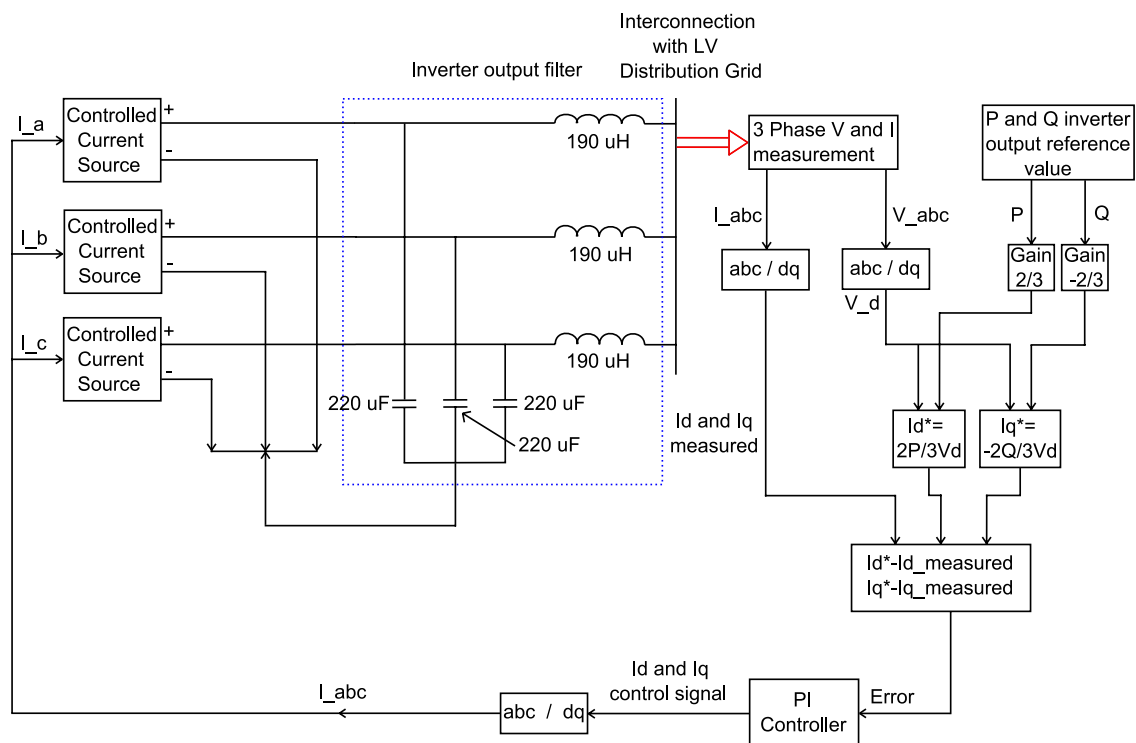 Interconnection
with LV
Distribution Grid
Inverter output filter
I_a
Controlled
Current
Source
+
-
190 uH
3 Phase V and I
measurement
P and Q inverter
output reference
value
I_b
Controlled
Current
Source
+
-
190 uH
I_abc
V_abc
P
Q
abc / dq
abc / dq
Gain
2/3
Gain
-2/3
V_d
I_c
Controlled
Current
Source
+
-
190 uH
220 uF
220 uF
220 uF
Id and Iq
measured
Id*=
2P/3Vd
Iq*=
-2Q/3Vd
Id*-Id_measured
Iq*-Iq_measured
I_abc
abc / dq
Id and Iq
control signal
PI
Controller
Error